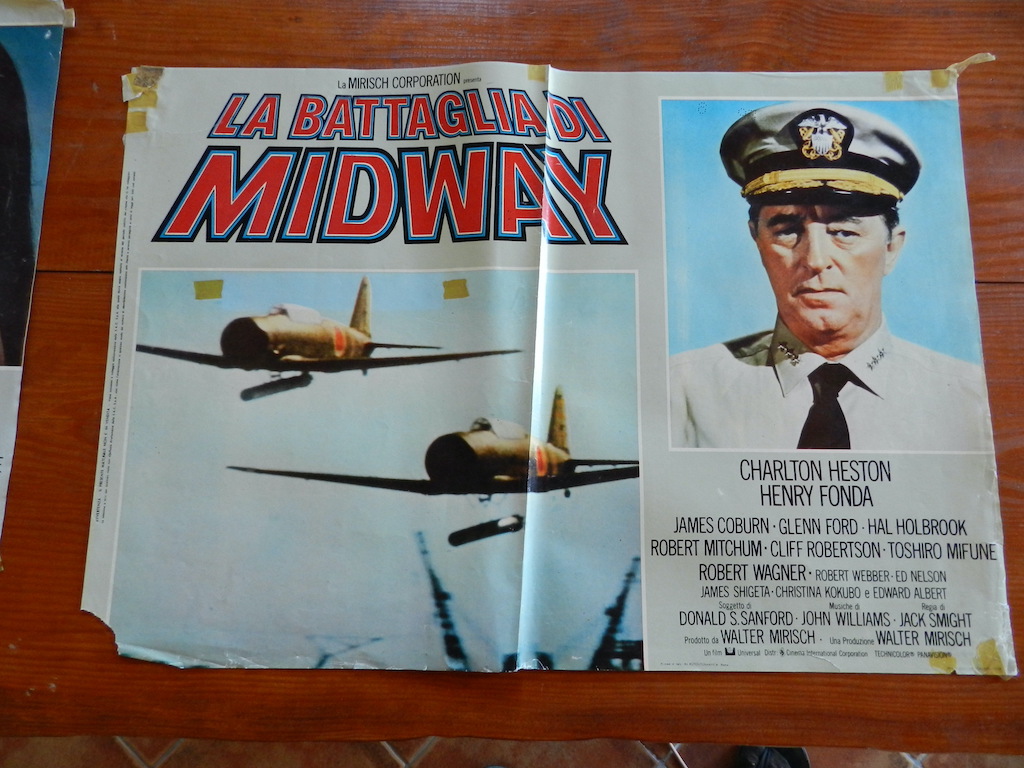 La MIRISCH CORPORATION presenta
LA BATTAGLIA DI
MIDWAY
CHARLTON HESTON
HENRY FONDA
JAMES COBURN · GLENN FORD · HAL HOLBROOK
ROBERT MITCHUM · CLIFF ROBERTSON · TOSHIRO MIFUNE
ROBERT WAGNER · ROBERT WEBBER · ED NELSON
JAMES SHIGETA · CHRISTINA KOKUBO e EDWARD ALBERT
Soggetto di Musiche di Regia di
DONALD S. SANFORD · JOHN WILLIAMS · JACK SMIGHT
Prodotto da WALTER MIRISCH · Una Produzione WALTER MIRISCH
Un film Universal Distr. Cinema International Corporation TECHNICOLOR® PANAVISION®